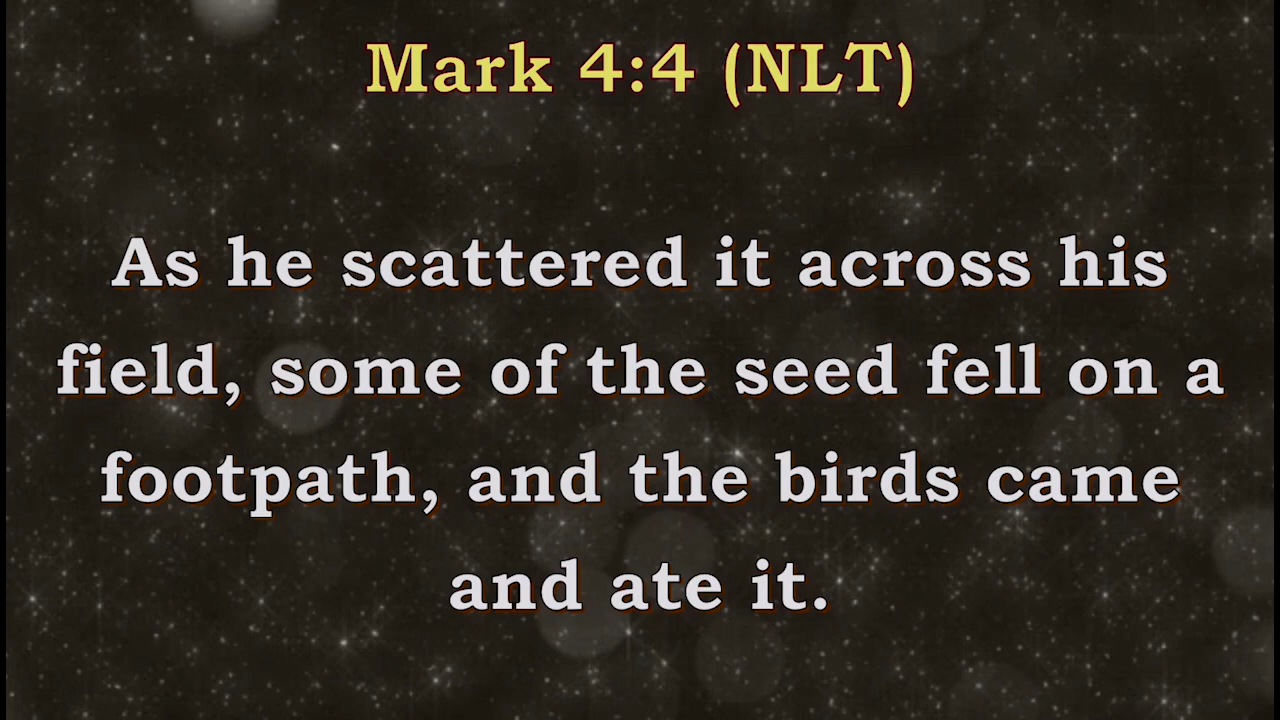 Mark 4:4 (NLT)
As he scattered it across his
field, some of the seed fell on a
footpath, and the birds came
and ate it.